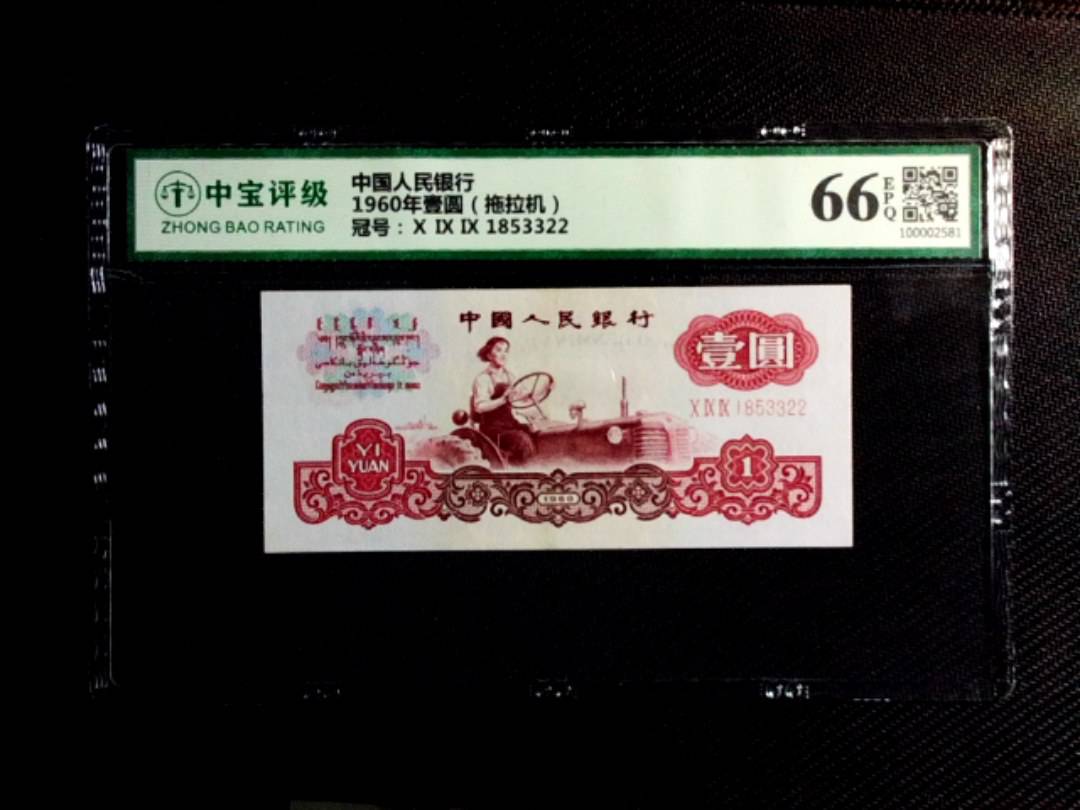 中宝评级
ZHONG BAO RATING
中国人民银行
1960年壹圆（拖拉机）
冠号：X IX IX 1853322
66 EPQ
100002581
中國人民銀行
壹圓
X IX IX 1853322
YI
YUAN
1
1960